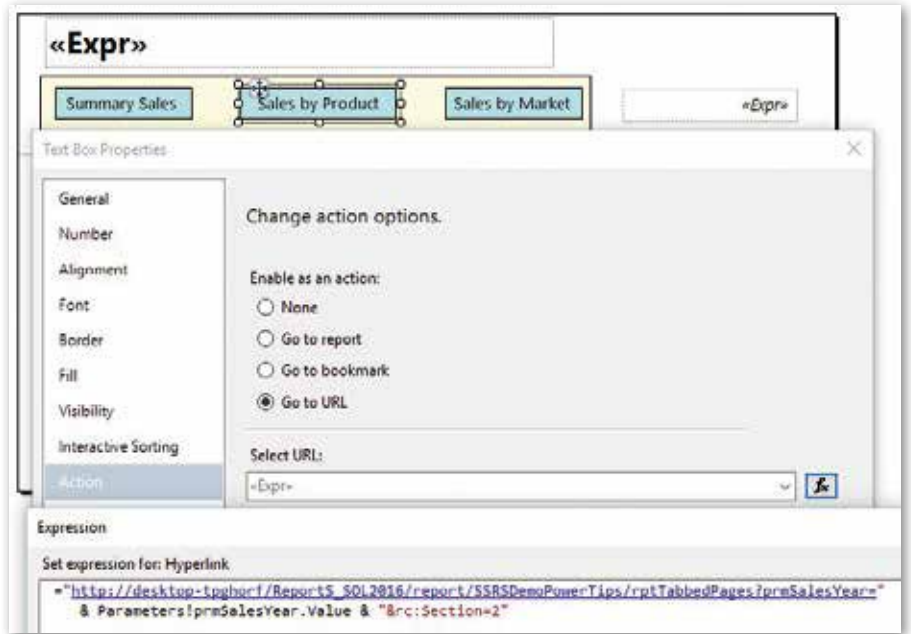 «Expr»
Summary Sales Sales by Product Sales by Market «Expr»
Text Box Properties
General
Number
Alignment
Font
Border
Fill
Visibility
Interactive Sorting
Action
Change action options.
Enable as an action:
None
Go to report
Go to bookmark
Go to URL
Select URL:
«Expr»
fx
Expression
Set expression for: Hyperlink
="http://desktop-tpghorf/ReportS_SQL2016/report/SSRSDemoPowerTips/rptTabbedPages?prmSalesYear="
& Parameters!prmSalesYear.Value & "&rc:Section=2"